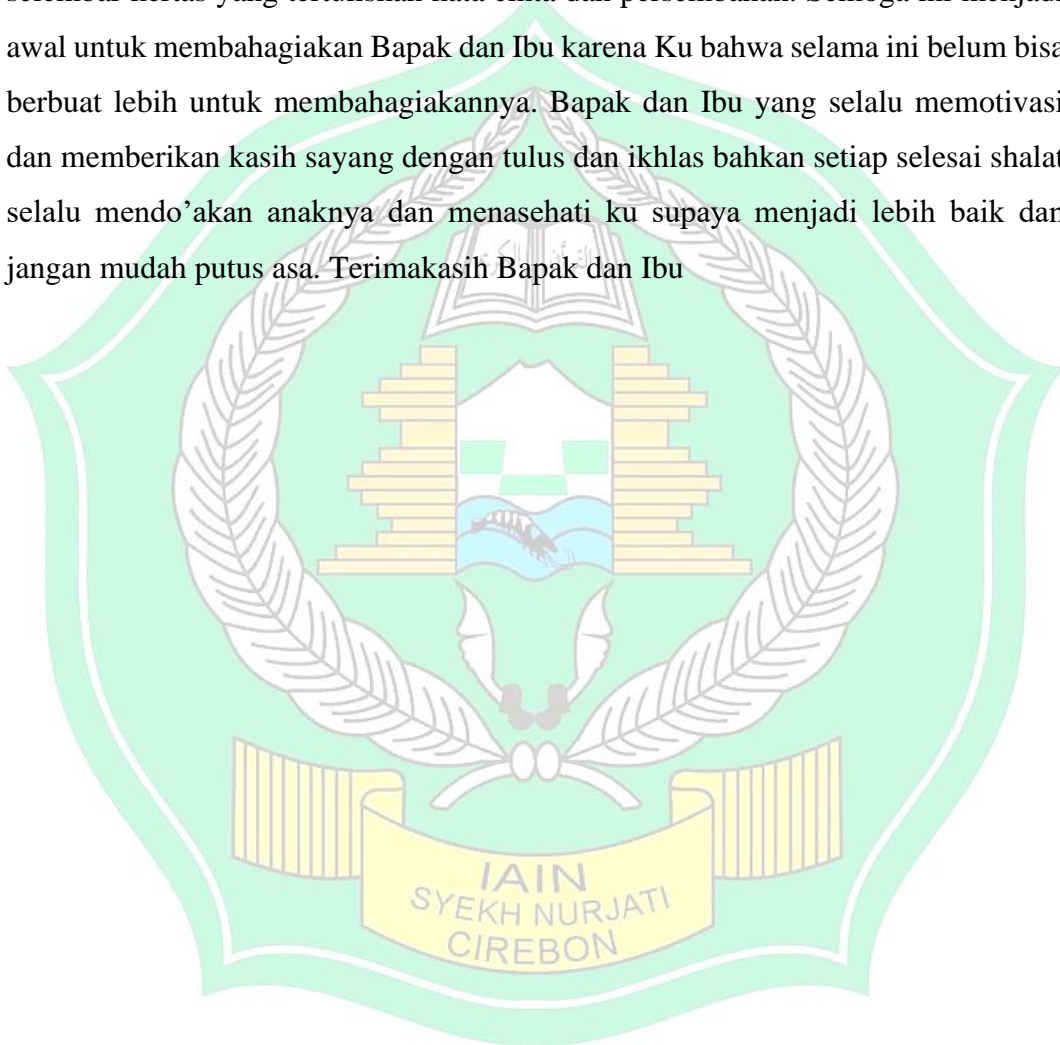 selembar kertas yang tertuliskan kata cinta dan persembahan. Semoga ini menjadi
awal untuk membahagiakan Bapak dan Ibu karena Ku bahwa selama ini belum bisa
berbuat lebih untuk membahagiakannya. Bapak dan Ibu yang selalu memotivasi
dan memberikan kasih sayang dengan tulus dan ikhlas bahkan setiap selesai shalat
selalu mendo’akan anaknya dan menasehati ku supaya menjadi lebih baik dan
jangan mudah putus asa. Terimakasih Bapak dan Ibu
القرأن الكريم
IAIN
SYEKH NURJATI
CIREBON